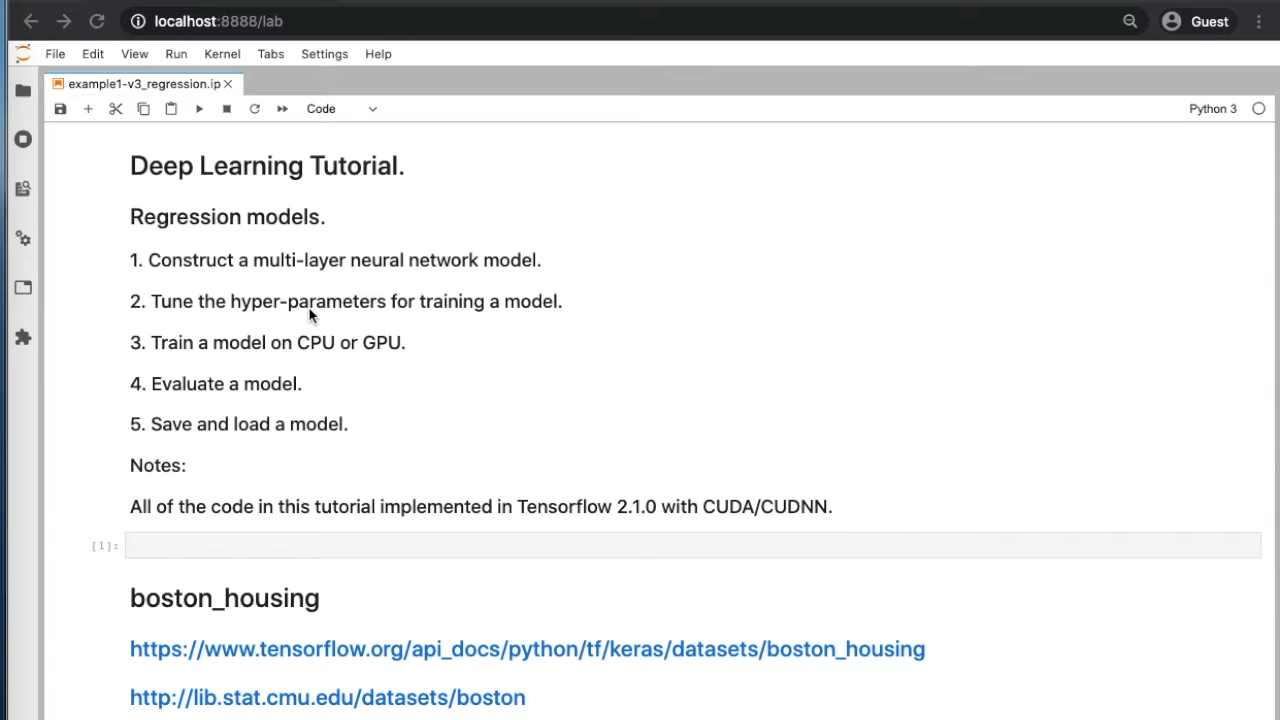 localhost:8888/lab
Guest
File Edit View Run Kernel Tabs Settings Help
example1-v3_regression.ip
Code
Python 3
Deep Learning Tutorial.
Regression models.
1. Construct a multi-layer neural network model.
2. Tune the hyper-parameters for training a model.
3. Train a model on CPU or GPU.
4. Evaluate a model.
5. Save and load a model.
Notes:
All of the code in this tutorial implemented in Tensorflow 2.1.0 with CUDA/CUDNN.
[1]:
boston_housing
https://www.tensorflow.org/api_docs/python/tf/keras/datasets/boston_housing
http://lib.stat.cmu.edu/datasets/boston